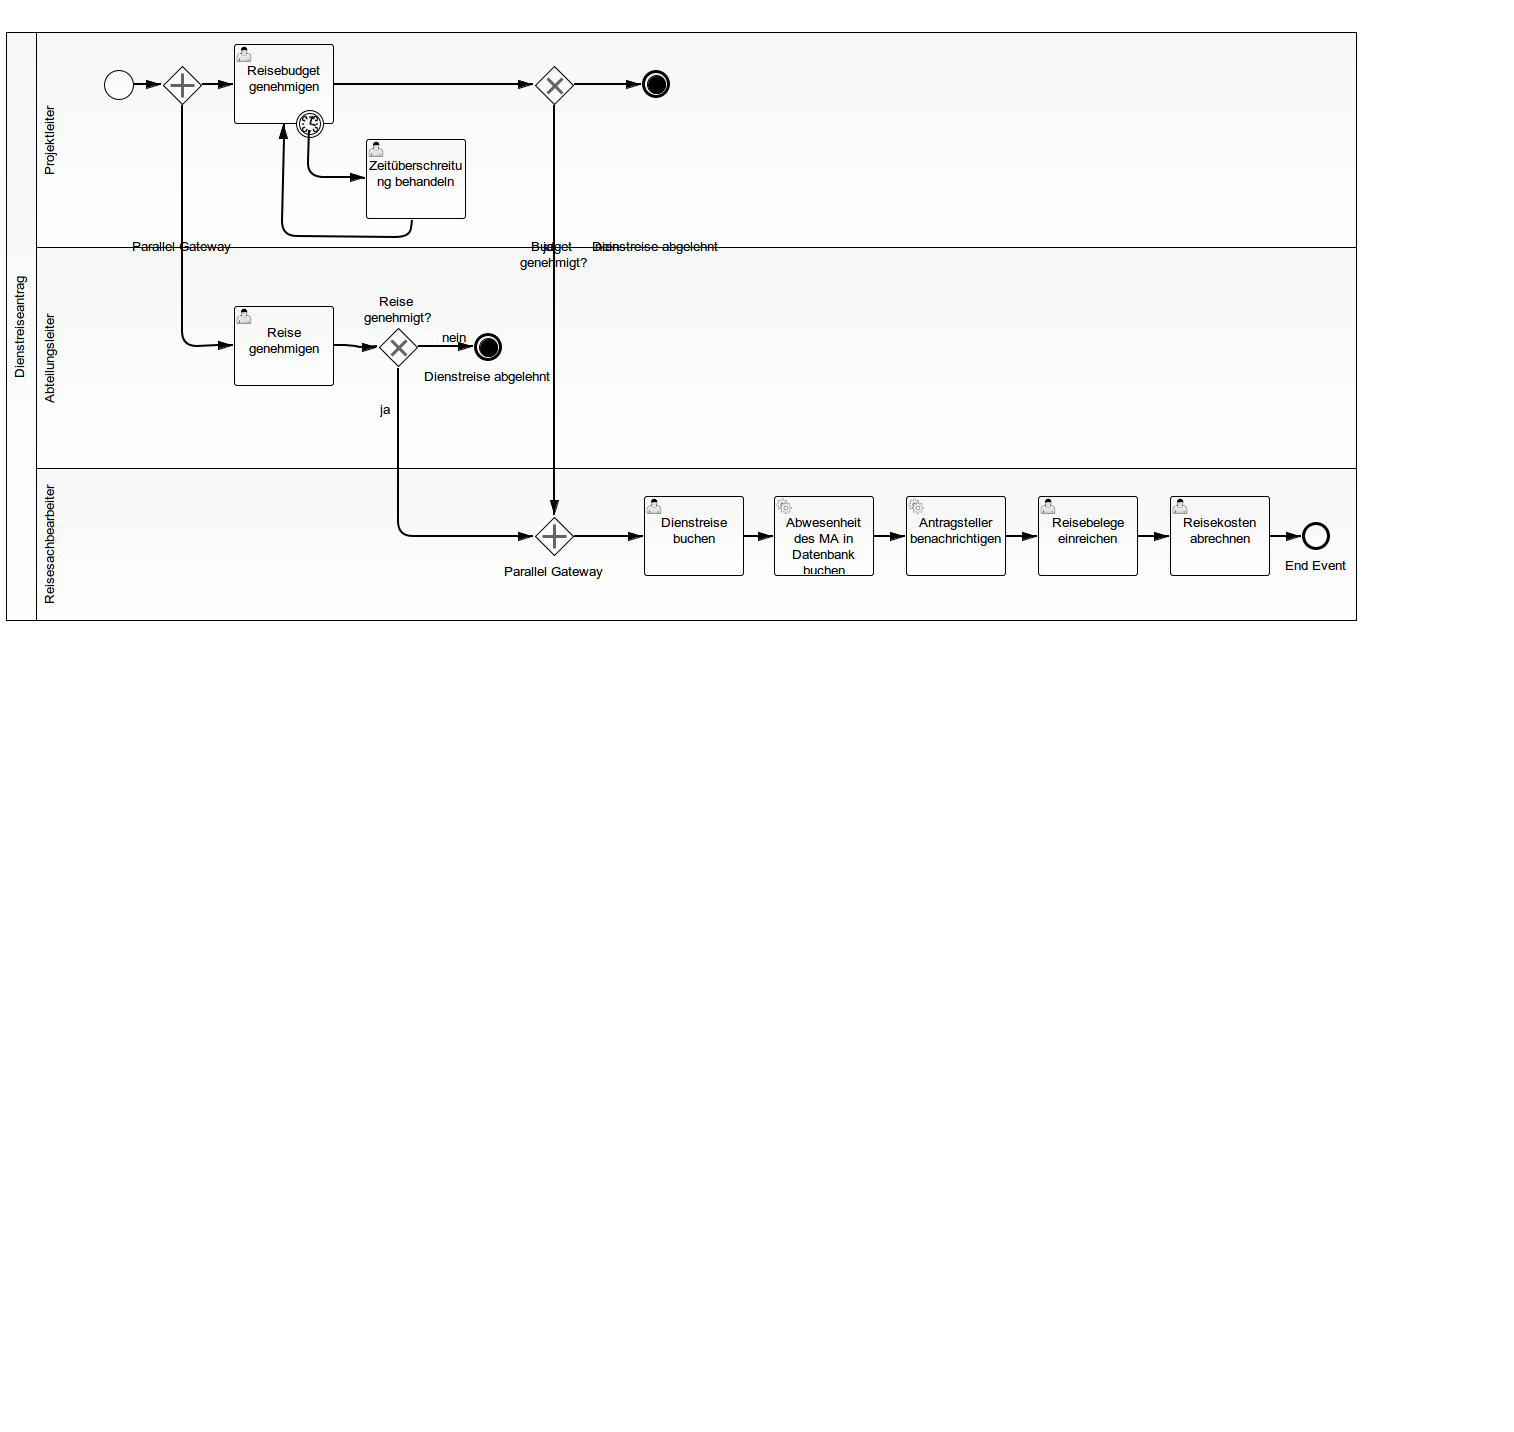 Dienstreiseantrag
Projektleiter
Reisebudget
genehmigen
Zeitüberschreitu
ng behandeln
Parallel Gateway
Budget
genehmigt?
ja
nein
Dienstreise abgelehnt
Abteilungsleiter
Reise
genehmigen
Reise
genehmigt?
nein
Dienstreise abgelehnt
ja
Reisesachbearbeiter
Parallel Gateway
Dienstreise
buchen
Abwesenheit
des MA in
Datenbank
buchen
Antragsteller
benachrichtigen
Reisebelege
einreichen
Reisekosten
abrechnen
End Event